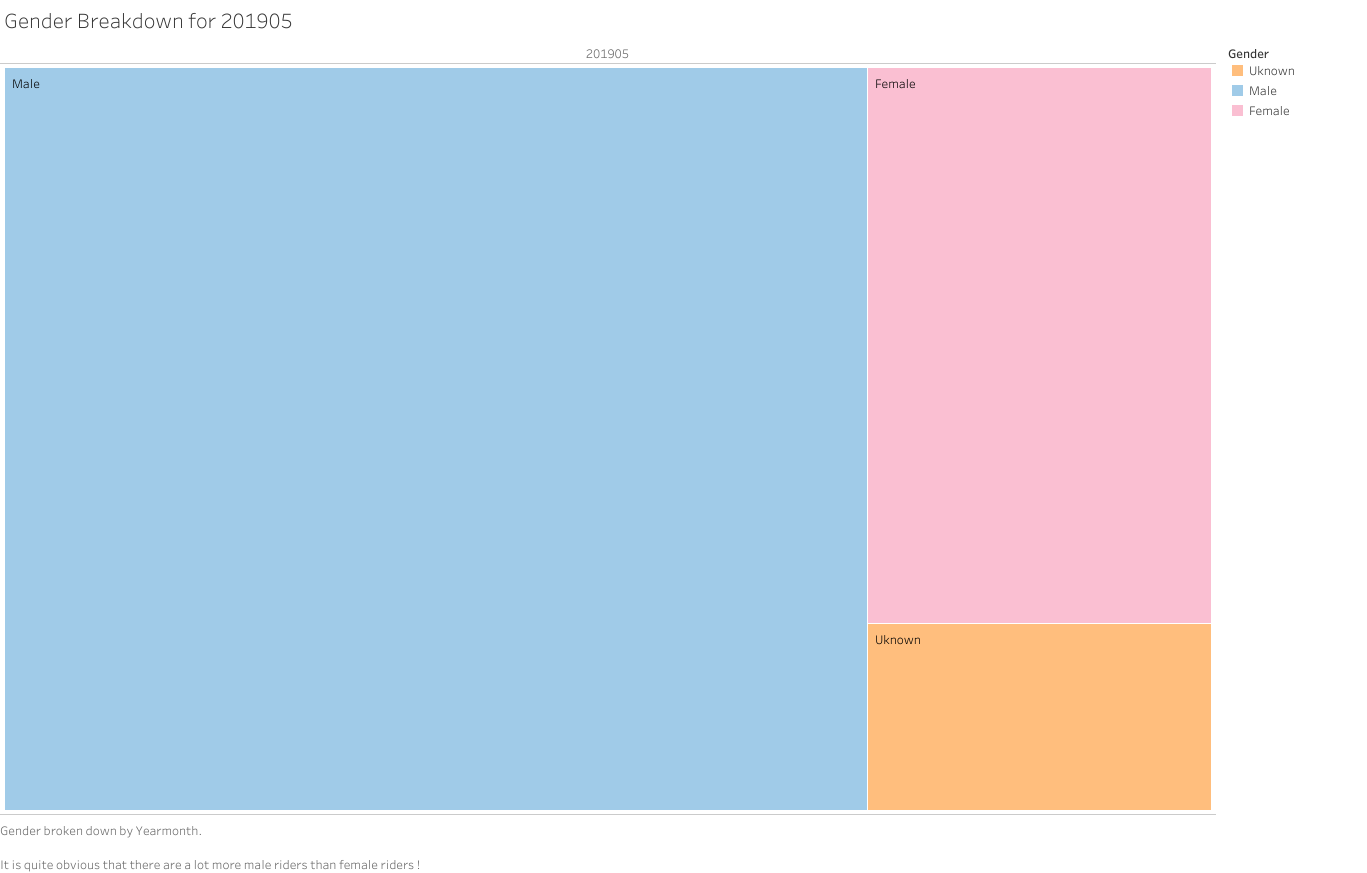 Gender Breakdown for 201905
201905
Gender
Uknown
Male
Female
Male
Female
Uknown
Gender broken down by Yearmonth.
It is quite obvious that there are a lot more male riders than female riders !